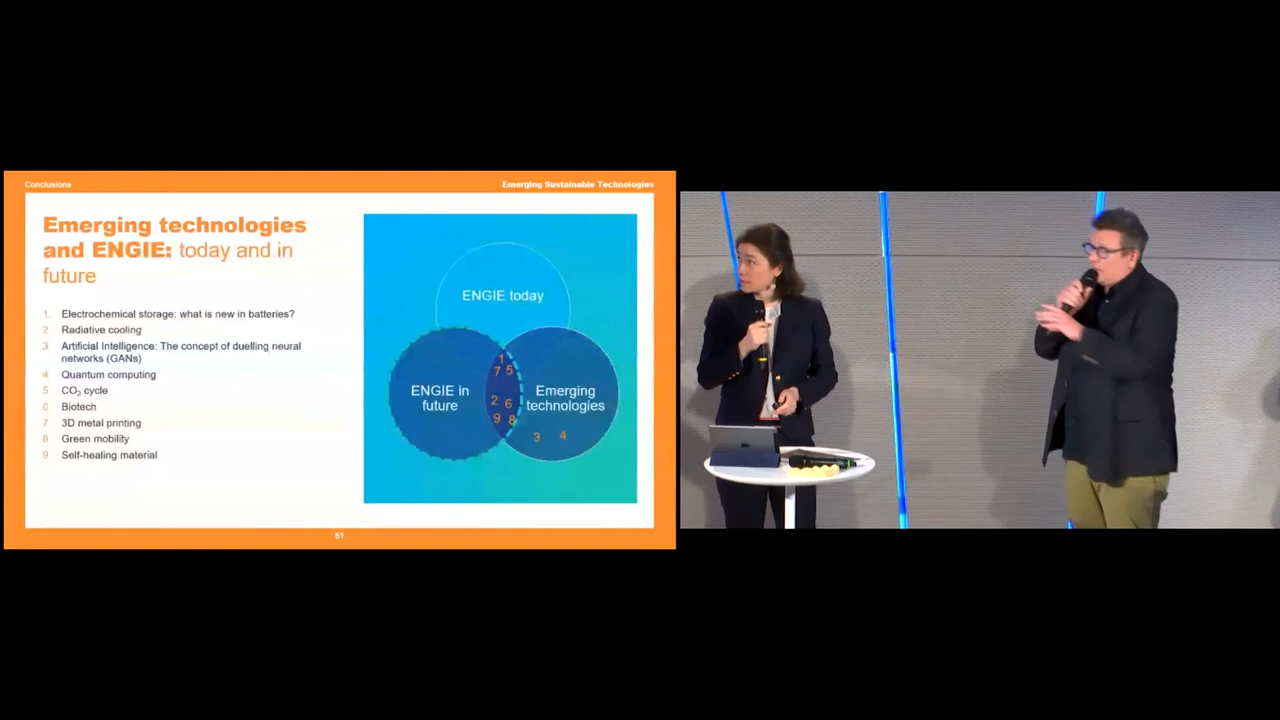 Conclusions
Emerging Sustainable Technologies
Emerging technologies
and ENGIE: today and in
future
1. Electrochemical storage: what is new in batteries?
2 Radiative cooling
3 Artificial Intelligence: The concept of duelling neural
networks (GANs)
4 Quantum computing
5 CO₂ cycle
6 Biotech
7 3D metal printing
8 Green mobility
9 Self-healing material
ENGIE today
ENGIE in
future
Emerging
technologies
1
7 5
2 6
9 8
3 4
51